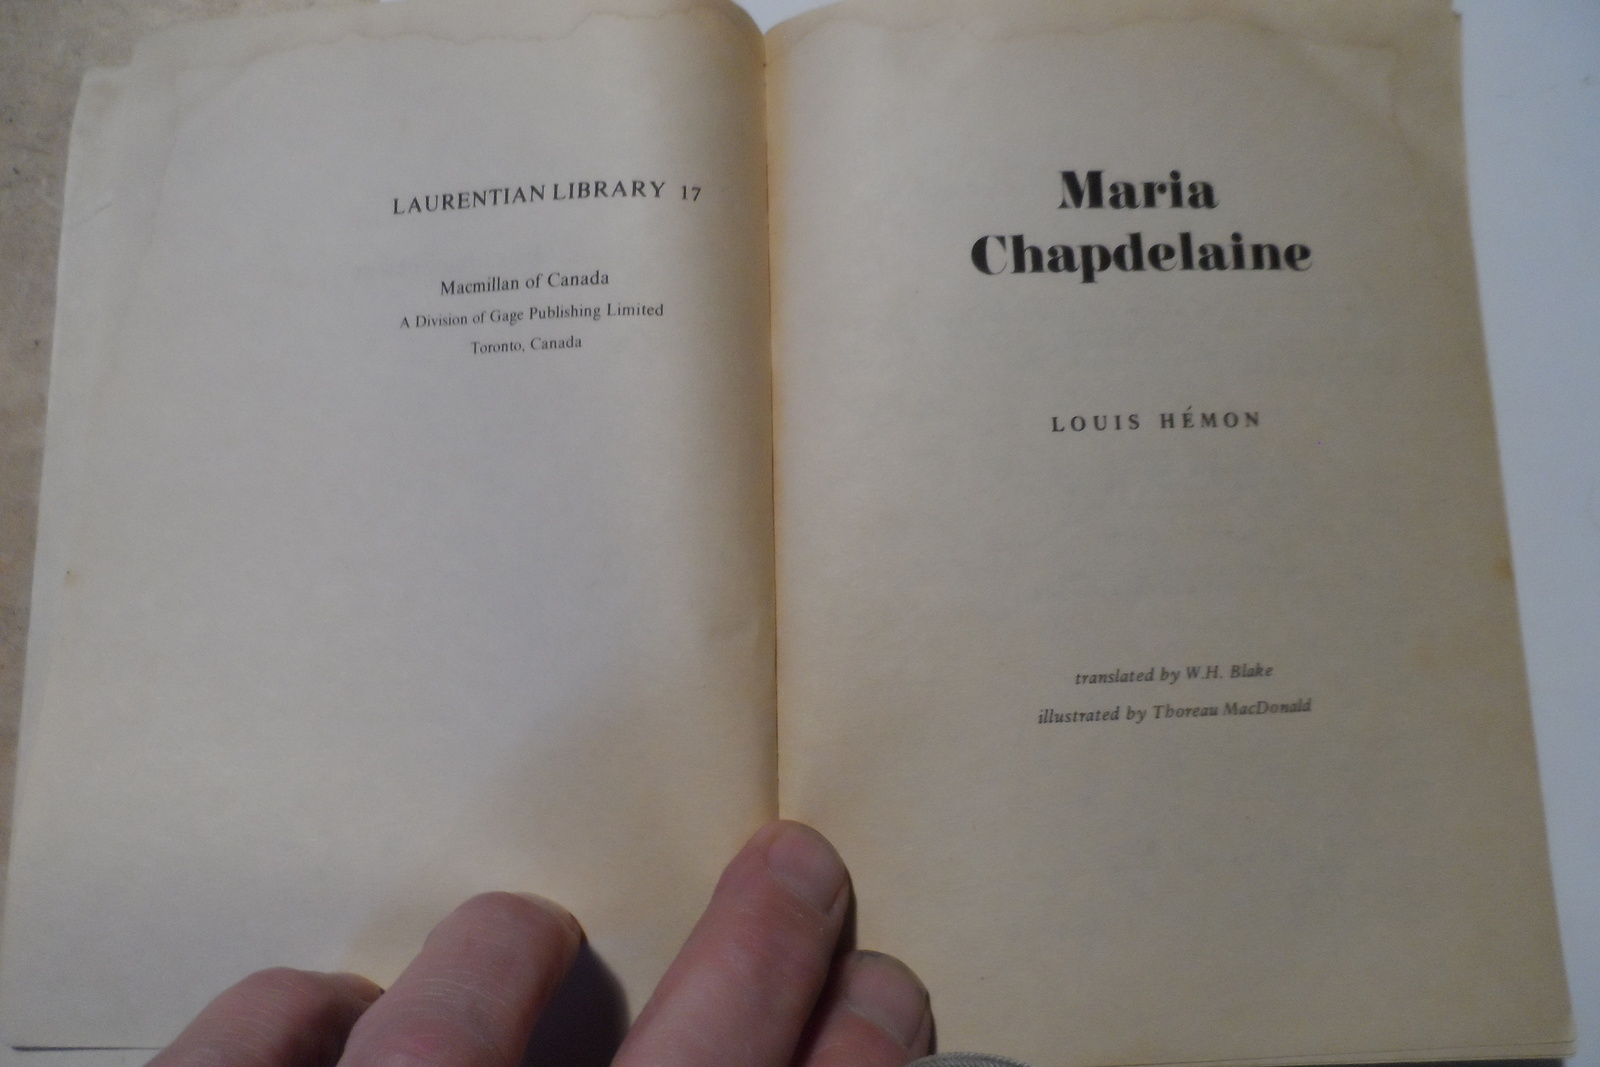 LAURENTIAN LIBRARY 17
Macmillan of Canada
A Division of Gage Publishing Limited
Toronto, Canada
Maria
Chapdelaine
LOUIS HÉMON
translated by W.H. Blake
illustrated by Thoreau MacDonald